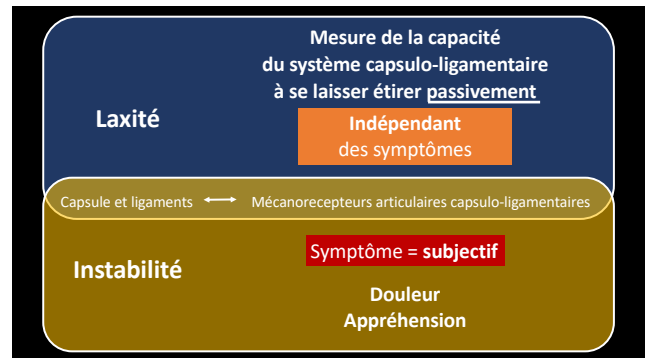 Mesure de la capacité
du système capsulo-ligamentaire
à se laisser étirer passivement
Laxité
Indépendant
des symptômes
Capsule et ligaments ↔ Mécanorecepteurs articulaires capsulo-ligamentaires
Symptôme = subjectif
Instabilité
Douleur
Appréhension